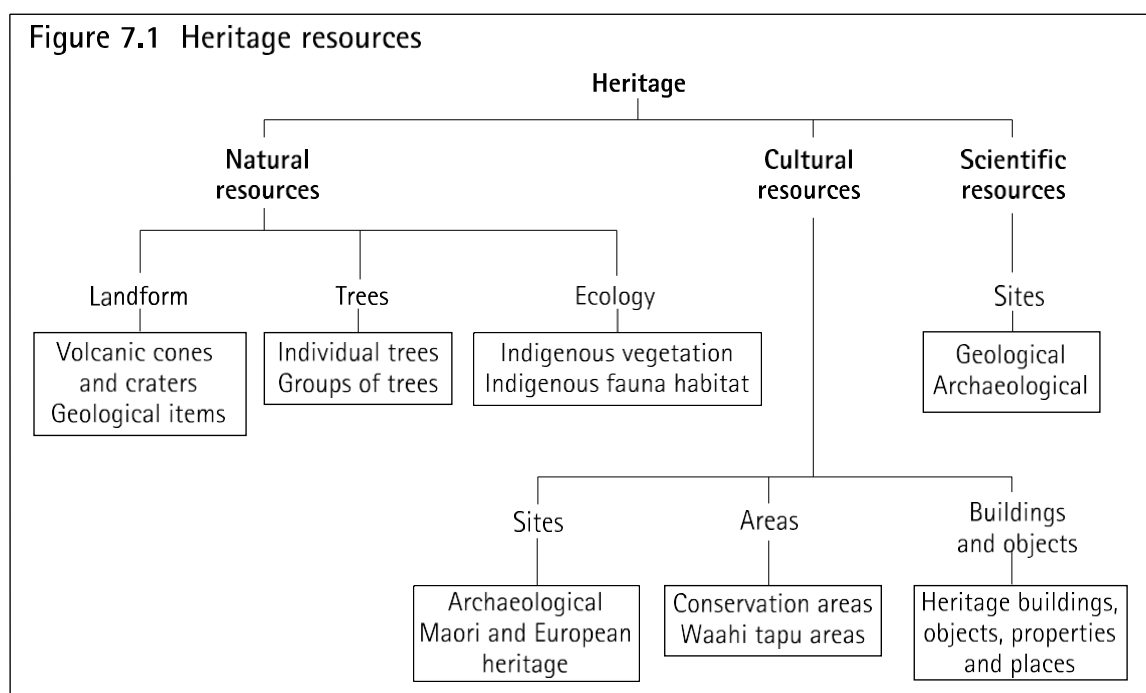 Figure 7.1 Heritage resources
Heritage
Natural
resources
Cultural
resources
Scientific
resources
Landform
Trees
Ecology
Sites
Volcanic cones
and craters
Geological items
Individual trees
Groups of trees
Indigenous vegetation
Indigenous fauna habitat
Geological
Archaeological
Sites
Areas
Buildings
and objects
Archaeological
Maori and European
heritage
Conservation areas
Waahi tapu areas
Heritage buildings,
objects, properties
and places